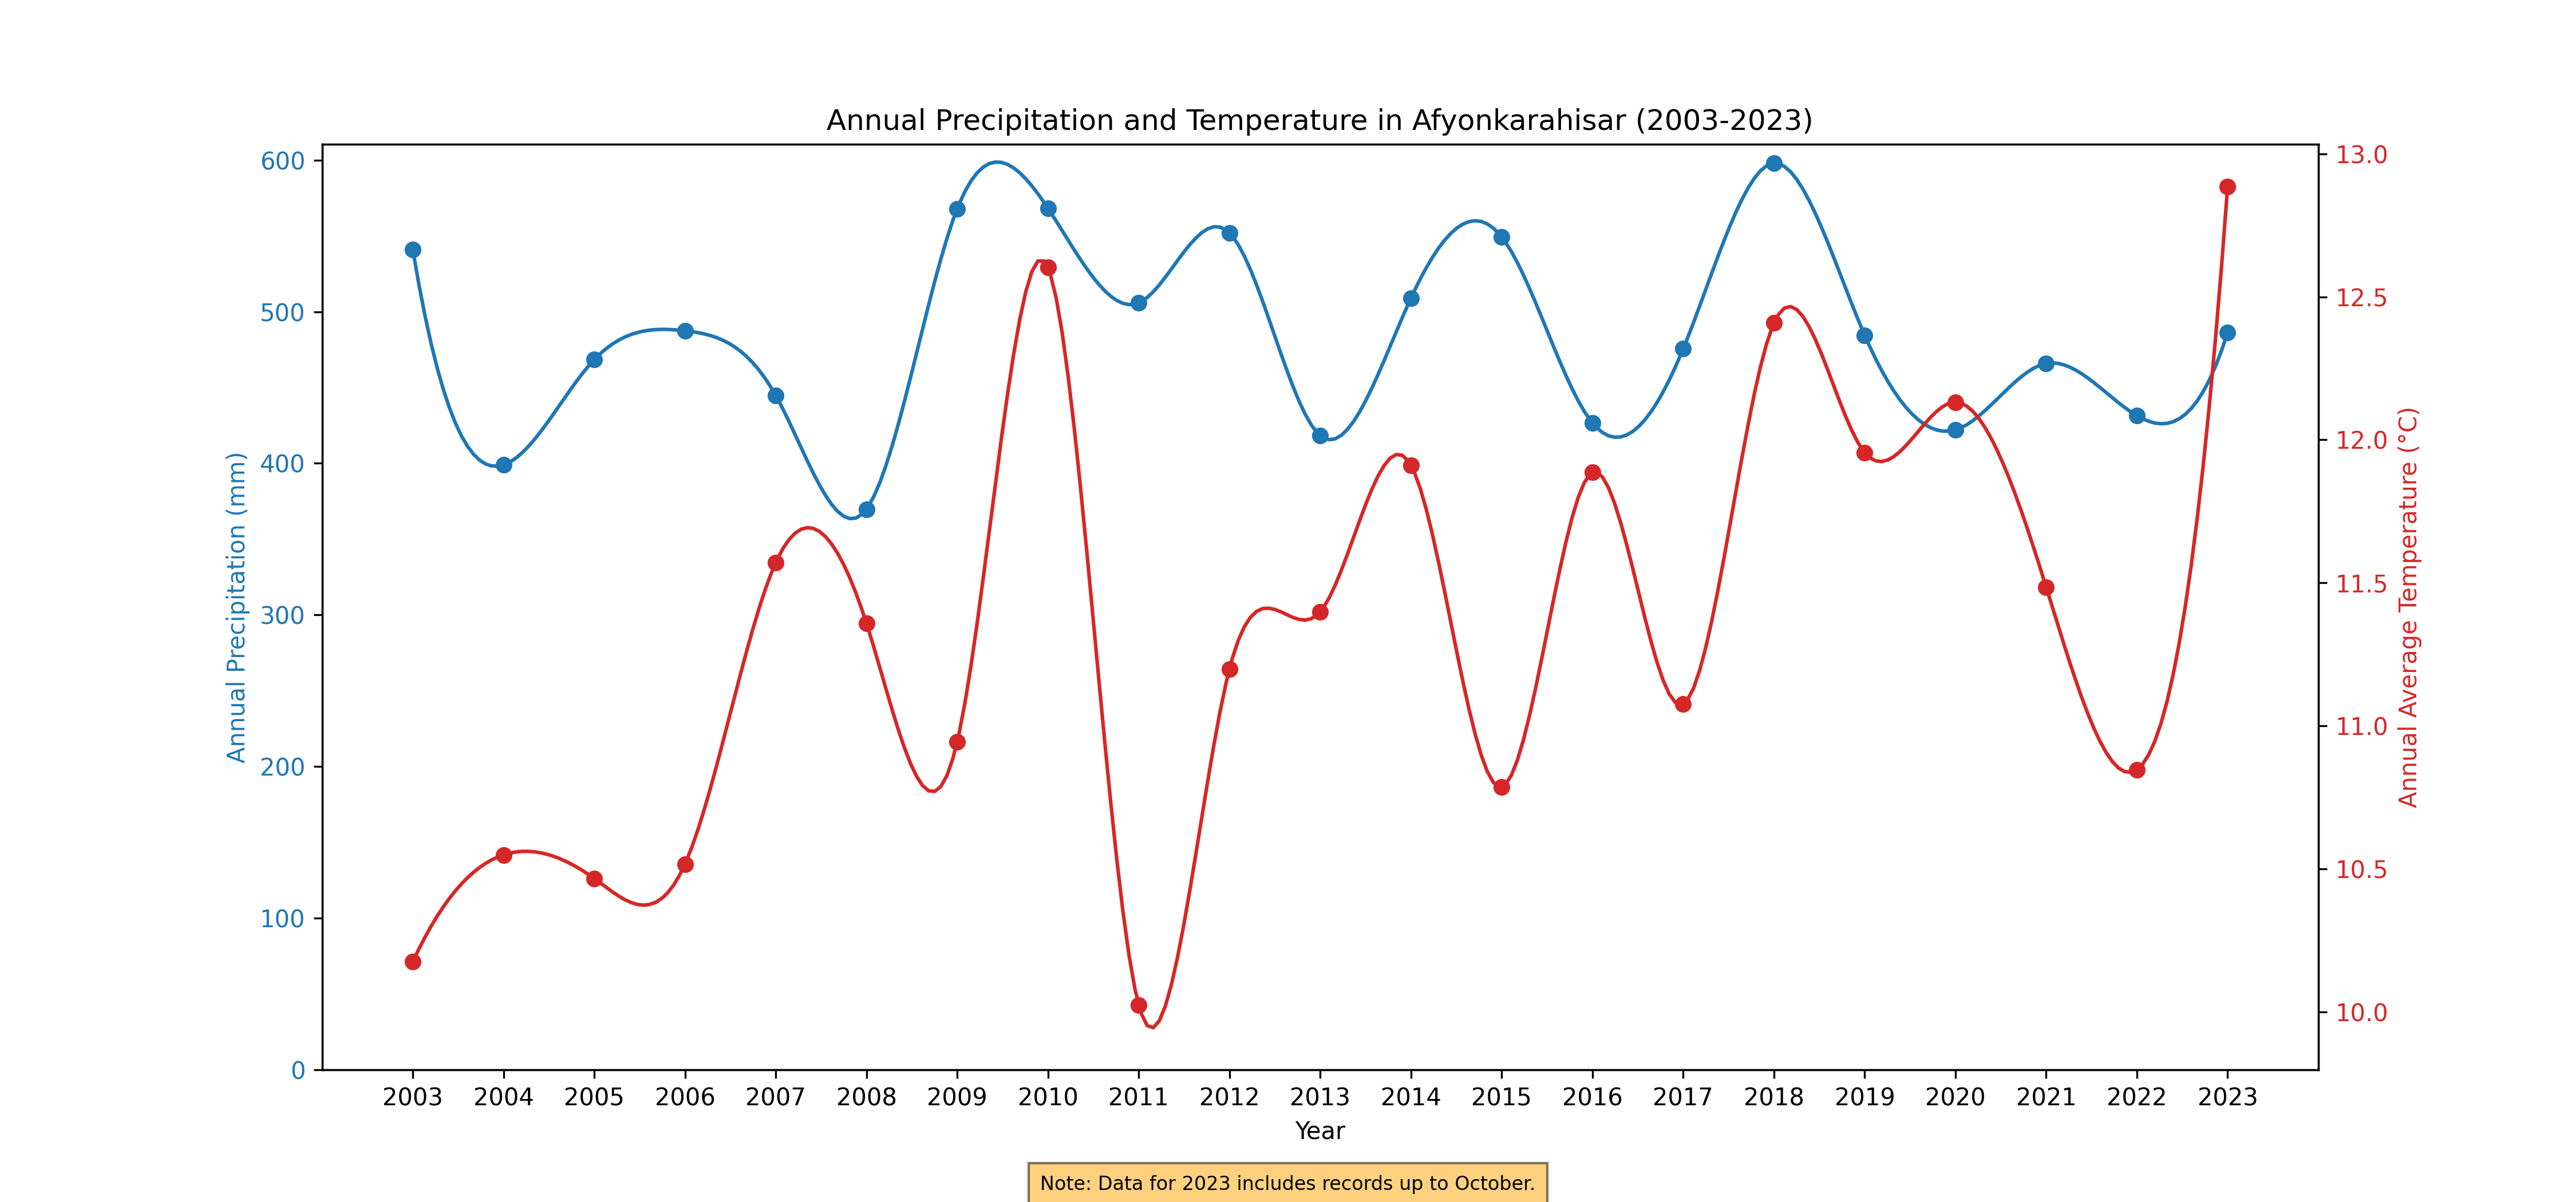 Annual Precipitation and Temperature in Afyonkarahisar (2003-2023)
Annual Precipitation (mm)
600
500
400
300
200
100
0
13.0
12.5
12.0
11.5
11.0
10.5
10.0
Annual Average Temperature (°C)
2003 2004 2005 2006 2007 2008 2009 2010 2011 2012 2013 2014 2015 2016 2017 2018 2019 2020 2021 2022 2023
Year
Note: Data for 2023 includes records up to October.